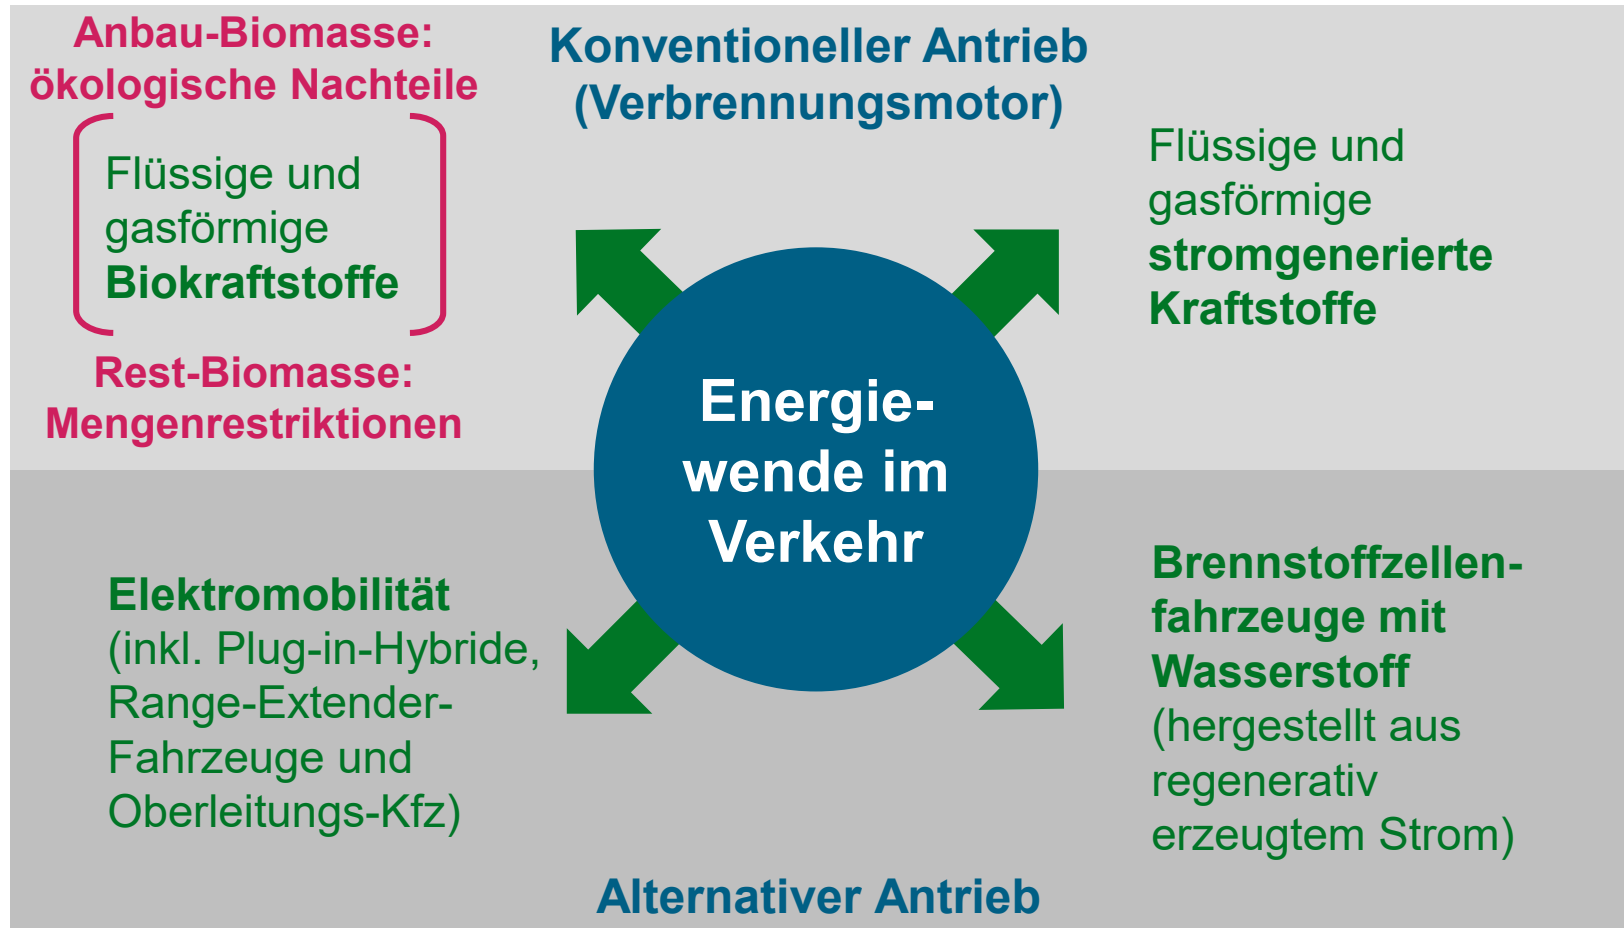 Anbau-Biomasse:
ökologische Nachteile
Flüssige und
gasförmige
Biokraftstoffe
Rest-Biomasse:
Mengenrestriktionen
Konventioneller Antrieb
(Verbrennungsmotor)
Flüssige und
gasförmige
stromgenerierte
Kraftstoffe
Energie-
wende im
Verkehr
Elektromobilität
(inkl. Plug-in-Hybride,
Range-Extender-
Fahrzeuge und
Oberleitungs-Kfz)
Brennstoffzellen-
fahrzeuge mit
Wasserstoff
(hergestellt aus
regenerativ
erzeugtem Strom)
Alternativer Antrieb